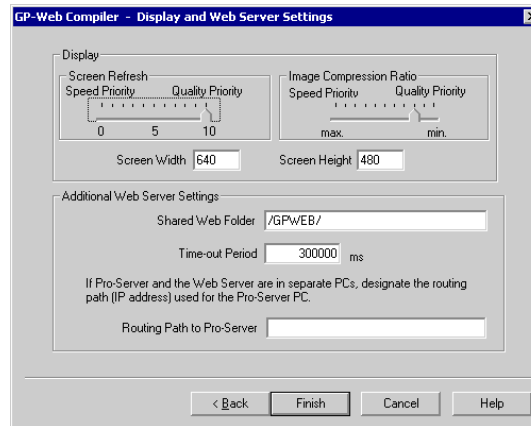 GP-Web Compiler - Display and Web Server Settings
Display
Screen Refresh
Speed Priority Quality Priority
0 5 10
Image Compression Ratio
Speed Priority Quality Priority
max. min.
Screen Width 640 Screen Height 480
Additional Web Server Settings
Shared Web Folder /GPWEB/
Time-out Period 300000 ms
If Pro-Server and the Web Server are in separate PCs, designate the routing
path (IP address) used for the Pro-Server PC.
Routing Path to Pro-Server
< Back Finish Cancel Help